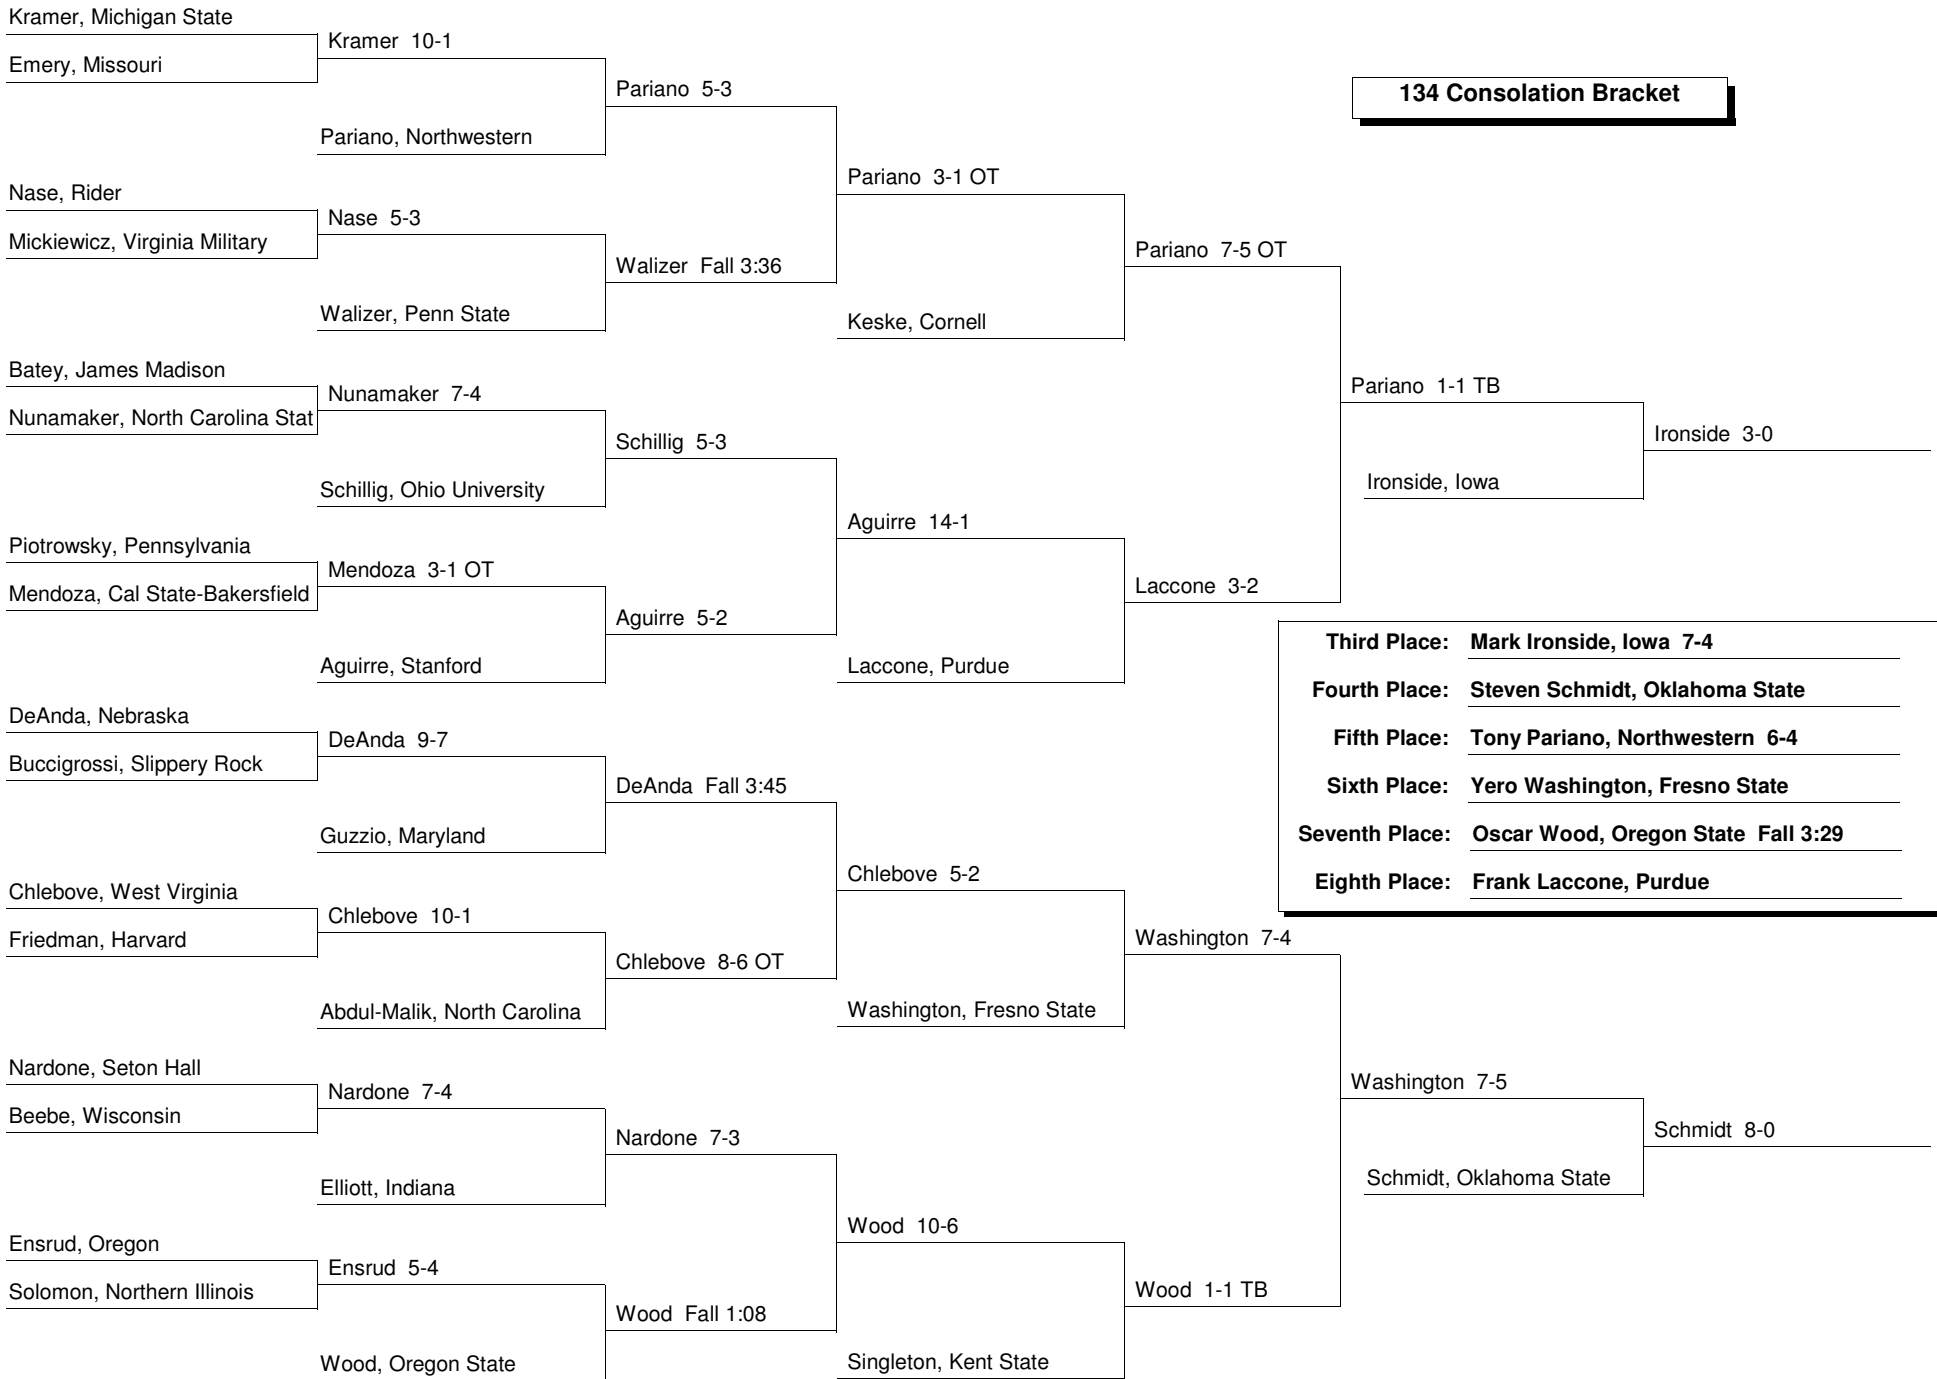 134 Consolation Bracket
Kramer, Michigan State
Emery, Missouri
Nase, Rider
Mickiewicz, Virginia Military
Batey, James Madison
Nunamaker, North Carolina Stat
Piotrowsky, Pennsylvania
Mendoza, Cal State-Bakersfield
DeAnda, Nebraska
Buccigrossi, Slippery Rock
Chlebove, West Virginia
Friedman, Harvard
Nardone, Seton Hall
Beebe, Wisconsin
Ensrud, Oregon
Solomon, Northern Illinois
Kramer 10-1
Pariano, Northwestern
Nase 5-3
Walizer, Penn State
Nunamaker 7-4
Schillig, Ohio University
Mendoza 3-1 OT
Aguirre, Stanford
DeAnda 9-7
Guzzio, Maryland
Chlebove 10-1
Abdul-Malik, North Carolina
Nardone 7-4
Elliott, Indiana
Ensrud 5-4
Wood, Oregon State
Pariano 5-3
Walizer Fall 3:36
Schillig 5-3
Aguirre 5-2
DeAnda Fall 3:45
Chlebove 8-6 OT
Nardone 7-3
Wood Fall 1:08
Pariano 3-1 OT
Keske, Cornell
Aguirre 14-1
Laccone, Purdue
Chlebove 5-2
Washington, Fresno State
Wood 10-6
Singleton, Kent State
Pariano 7-5 OT
Laccone 3-2
Washington 7-4
Wood 1-1 TB
Pariano 1-1 TB
Ironside, Iowa
Washington 7-5
Schmidt, Oklahoma State
Ironside 3-0
Schmidt 8-0
Third Place: Mark Ironside, Iowa 7-4
Fourth Place: Steven Schmidt, Oklahoma State
Fifth Place: Tony Pariano, Northwestern 6-4
Sixth Place: Yero Washington, Fresno State
Seventh Place: Oscar Wood, Oregon State Fall 3:29
Eighth Place: Frank Laccone, Purdue